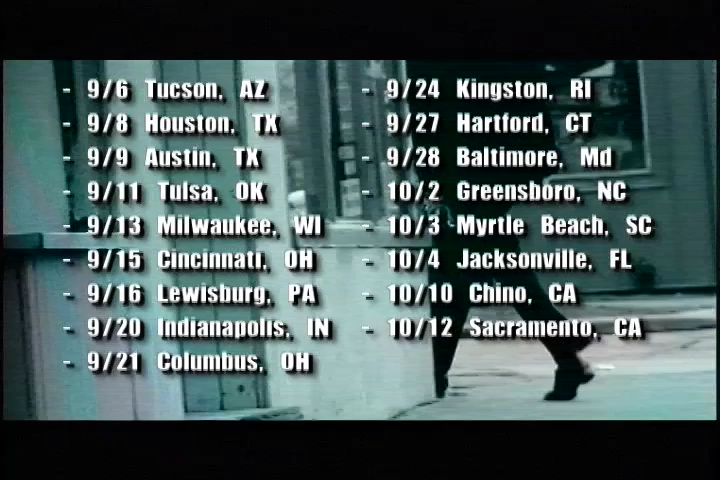 - 9/6 Tucson, AZ
- 9/8 Houston, TX
- 9/9 Austin, TX
- 9/11 Tulsa, OK
- 9/13 Milwaukee, WI
- 9/15 Cincinnati, OH
- 9/16 Lewisburg, PA
- 9/20 Indianapolis, IN
- 9/21 Columbus, OH
- 9/24 Kingston, RI
- 9/27 Hartford, CT
- 9/28 Baltimore, Md
- 10/2 Greensboro, NC
- 10/3 Myrtle Beach, SC
- 10/4 Jacksonville, FL
- 10/10 Chino, CA
- 10/12 Sacramento, CA